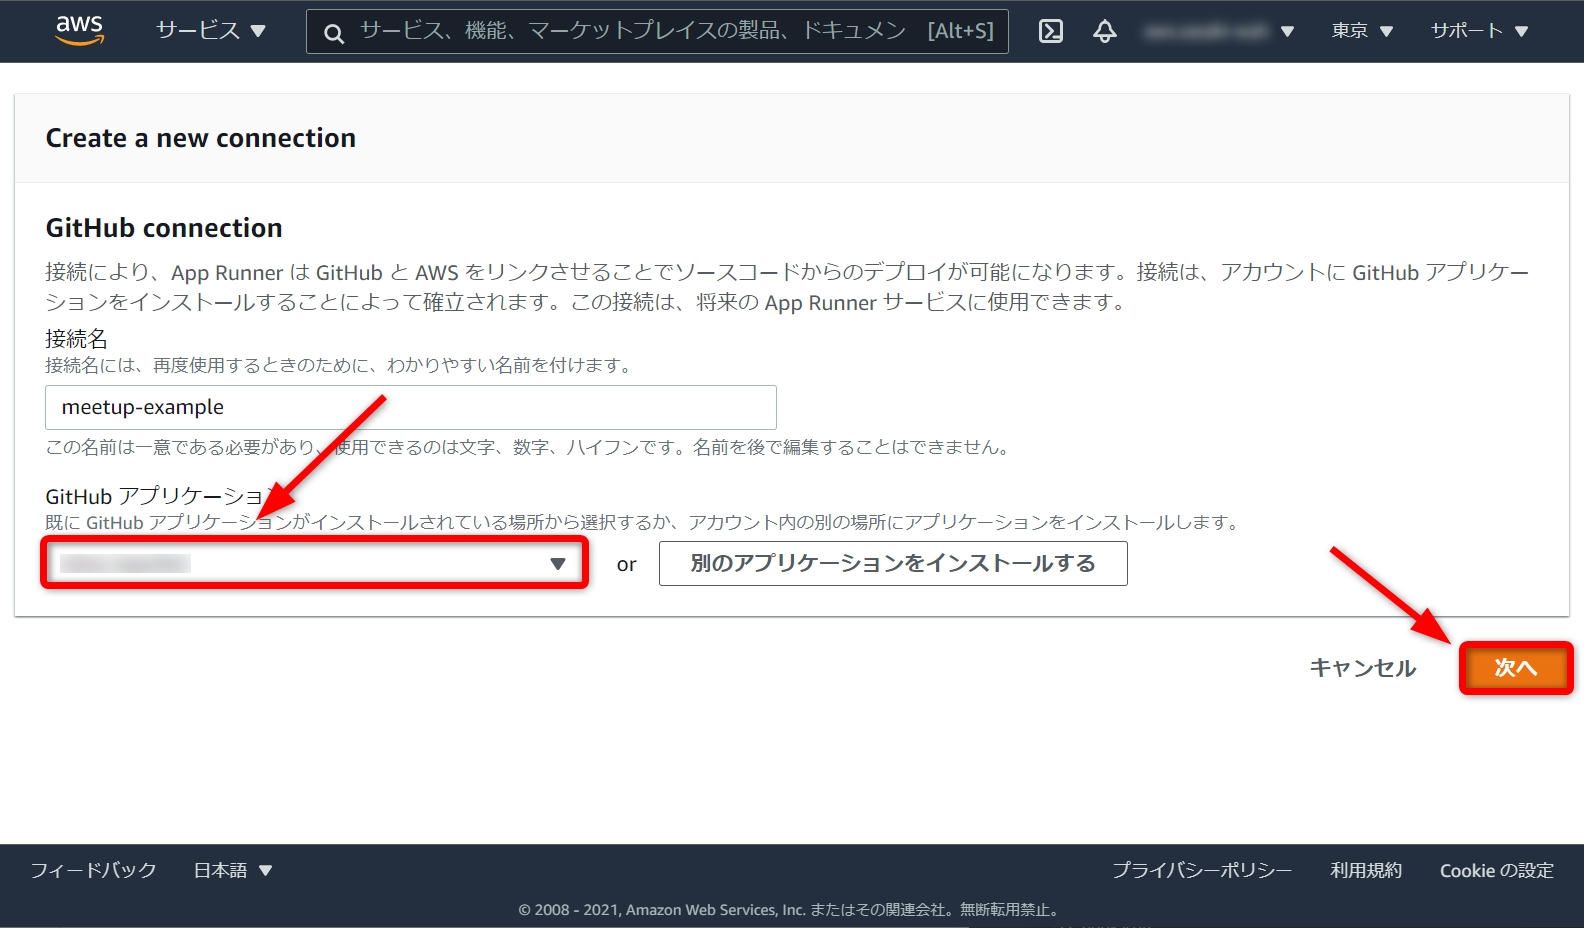 aws サービス ▼ サービス、機能、マーケットプレイスの製品、ドキュメン [Alt+S] 東京 ▼ サポート ▼
Create a new connection
GitHub connection
接続により、App Runner は GitHub と AWS をリンクさせることでソースコードからのデプロイが可能になります。接続は、アカウントに GitHub アプリケー
ションをインストールすることによって確立されます。この接続は、将来の App Runner サービスに使用できます。
接続名
接続名には、再度使用するときのために、わかりやすい名前を付けます。
meetup-example
この名前は一意である必要があり、使用できるのは文字、数字、ハイフンです。名前を後で編集することはできません。
GitHub アプリケーション
既に GitHub アプリケーションがインストールされている場所から選択するか、アカウント内の別の場所にアプリケーションをインストールします。
or 別のアプリケーションをインストールする
キャンセル 次へ
フィードバック 日本語 ▼ プライバシーポリシー 利用規約 Cookie の設定
© 2008 - 2021, Amazon Web Services, Inc. またはその関連会社。無断転用禁止。